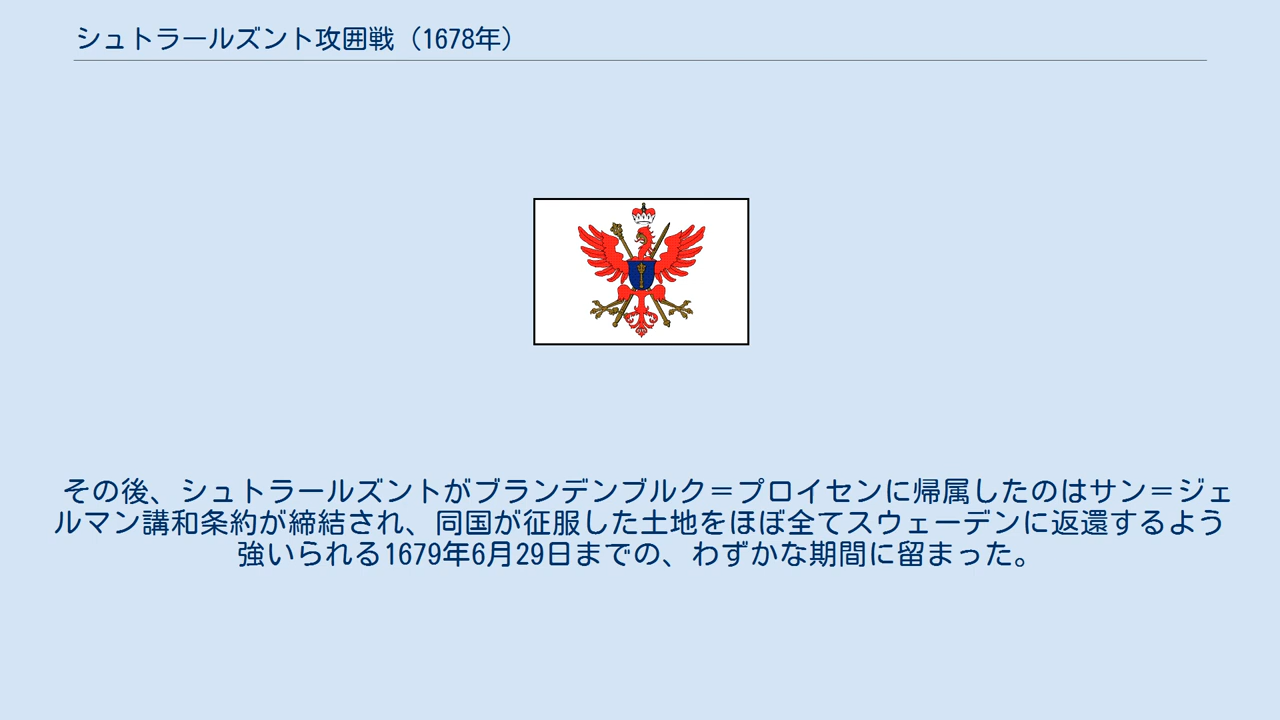 シュトラールズント攻囲戦（1678年）
その後、シュトラールズントがブランデンブルク＝プロイセンに帰属したのはサン＝ジェ
ルマン講和条約が締結され、同国が征服した土地をほぼ全てスウェーデンに返還するよう
強いられる1679年6月29日までの、わずかな期間に留まった。